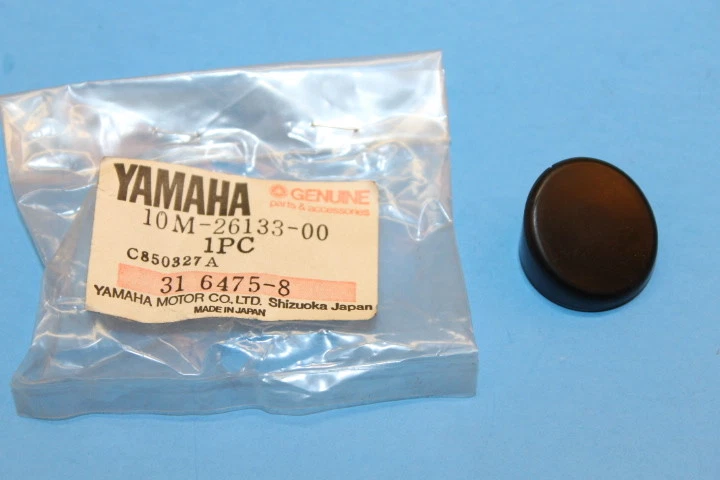 YAMAHA
GENUINE
parts & accessories
10M-26133-00
1PC
C850327A
31 6475-8
YAMAHA MOTOR CO., LTD. Shizuoka Japan
MADE IN JAPAN